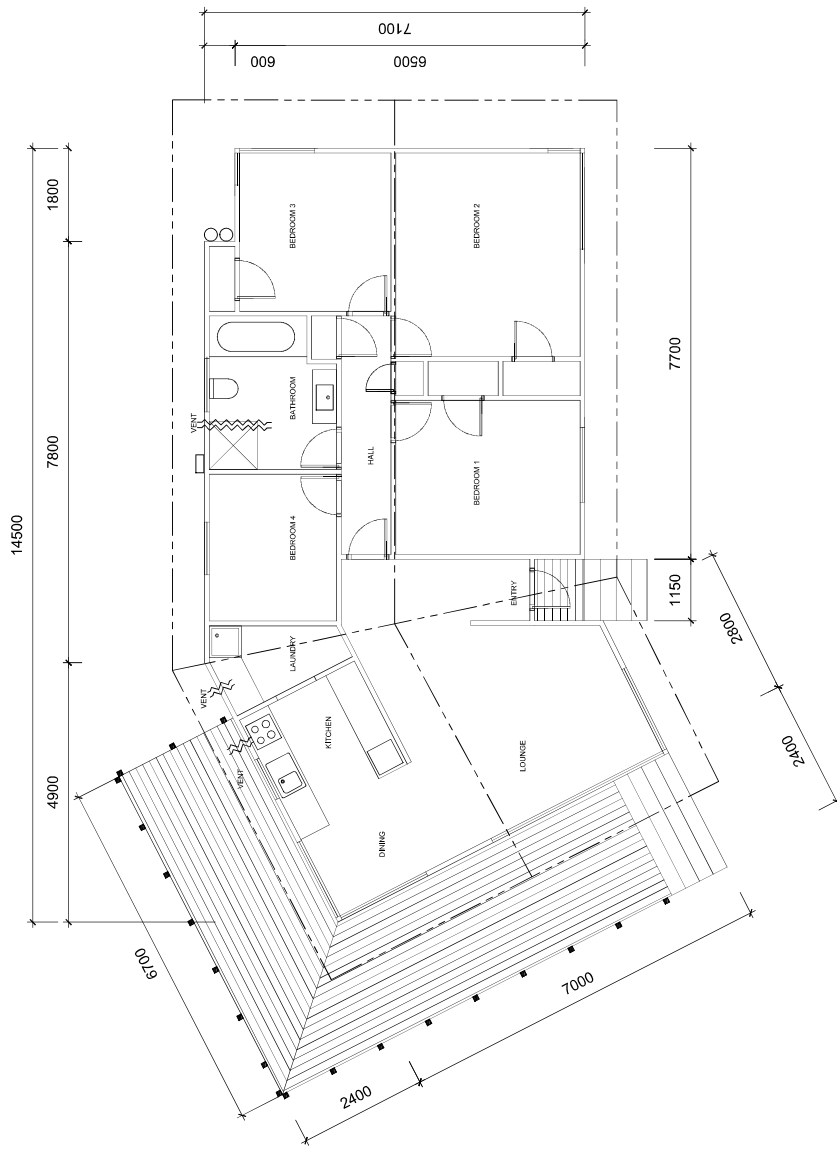 7100
600
6500
1800
7800
14500
4900
7700
1150
2800
2400
6700
7000
2400
BEDROOM 3
BEDROOM 2
VENT
BATHROOM
HALL
BEDROOM 1
BEDROOM 4
ENTRY
LAUNDRY
VENT
KITCHEN
VENT
LOUNGE
DINING